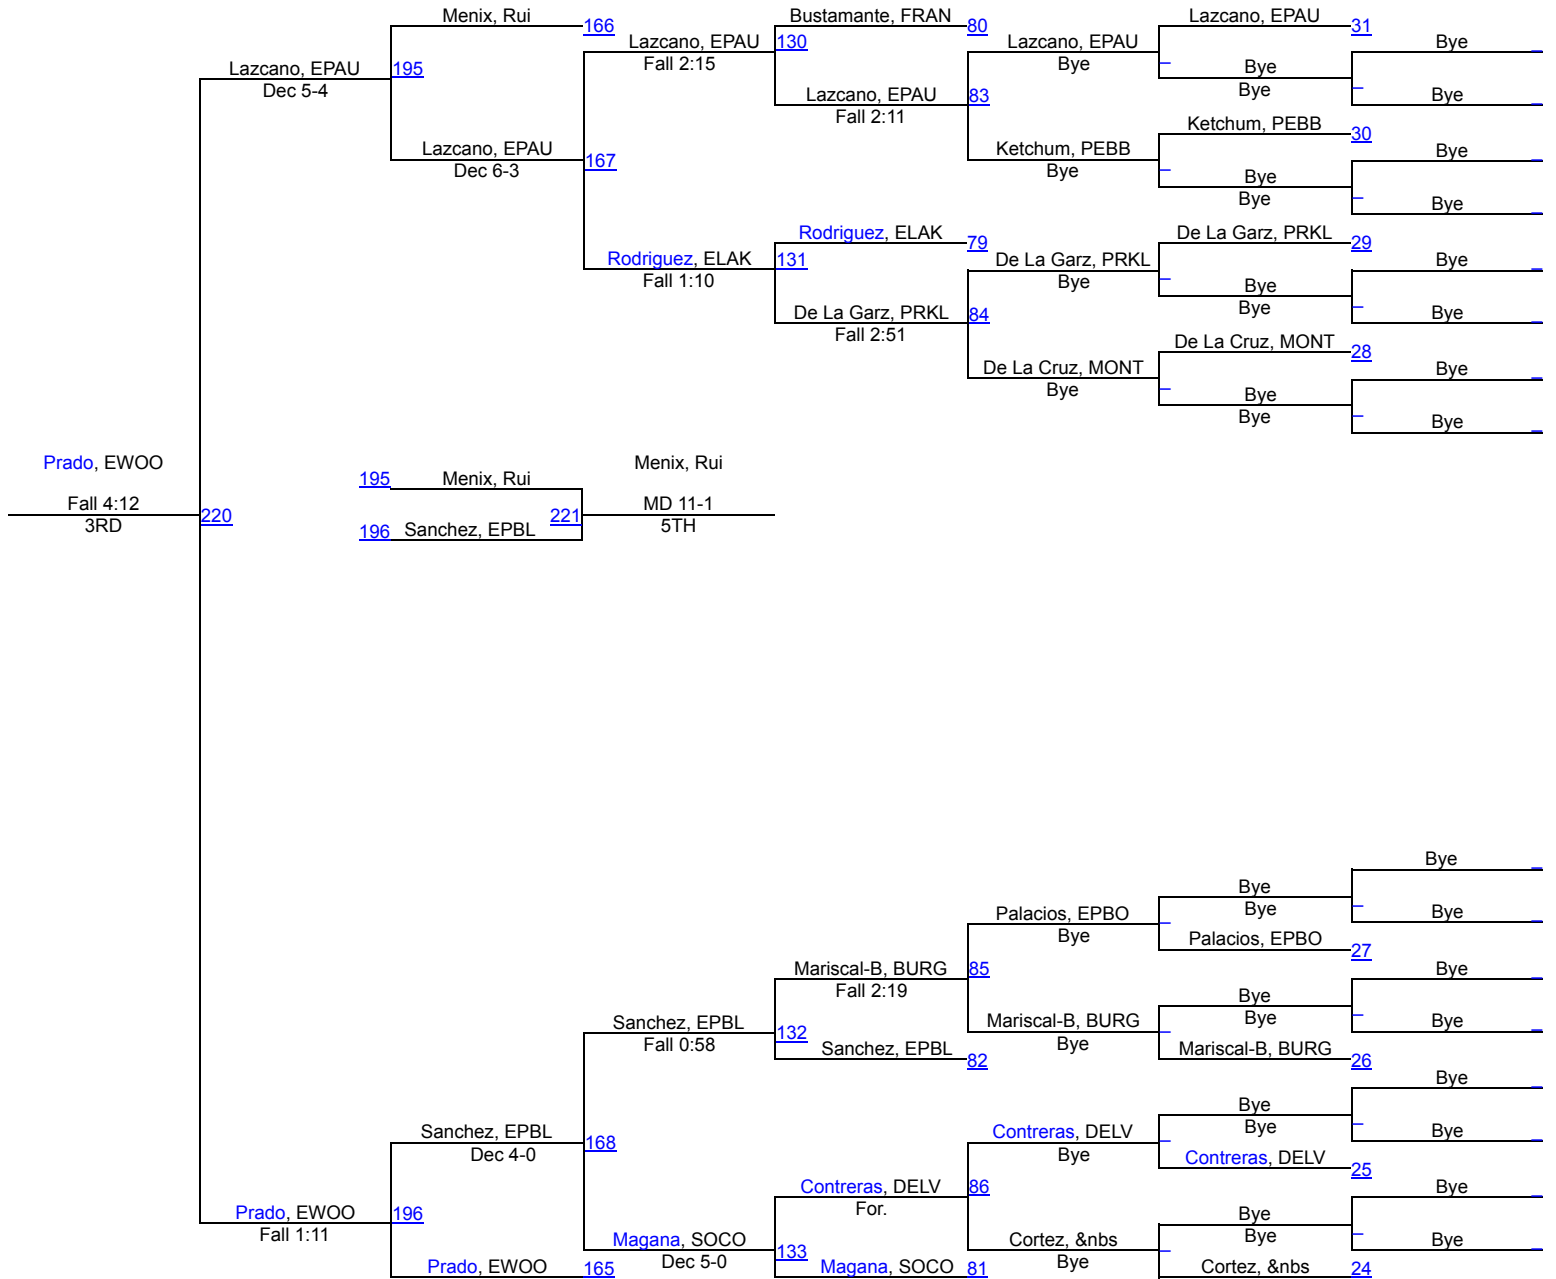 Menix, Rui
166
Bustamante, FRAN
80
Lazcano, EPAU
31
Lazcano, EPAU
Fall 2:15
130
Lazcano, EPAU
Bye
Bye
Lazcano, EPAU
Dec 5-4
195
Bye
Bye
Lazcano, EPAU
Fall 2:11
83
Bye
Ketchum, PEBB
30
Lazcano, EPAU
Dec 6-3
167
Ketchum, PEBB
Bye
Bye
Bye
Bye
Bye
Rodriguez, ELAK
79
De La Garz, PRKL
29
Rodriguez, ELAK
Fall 1:10
131
De La Garz, PRKL
Bye
Bye
Bye
Bye
De La Garz, PRKL
Fall 2:51
84
Bye
De La Cruz, MONT
28
De La Cruz, MONT
Bye
Bye
Bye
Bye
Bye
Prado, EWOO
Fall 4:12
3RD
220
195
Menix, Rui
196
Sanchez, EPBL
221
Menix, Rui
MD 11-1
5TH
Bye
Bye
Bye
Palacios, EPBO
Bye
Bye
Palacios, EPBO
27
Mariscal-B, BURG
Fall 2:19
85
Bye
Bye
Bye
Sanchez, EPBL
Fall 0:58
132
Mariscal-B, BURG
Bye
Bye
Sanchez, EPBL
82
Mariscal-B, BURG
26
Bye
Bye
Bye
Sanchez, EPBL
Dec 4-0
168
Contreras, DELV
Bye
Bye
Contreras, DELV
25
Contreras, DELV
For.
86
Bye
Prado, EWOO
Fall 1:11
196
Bye
Bye
Magana, SOCO
Dec 5-0
133
Cortez, &nbs
Bye
Bye
Prado, EWOO
165
Magana, SOCO
81
Cortez, &nbs
24